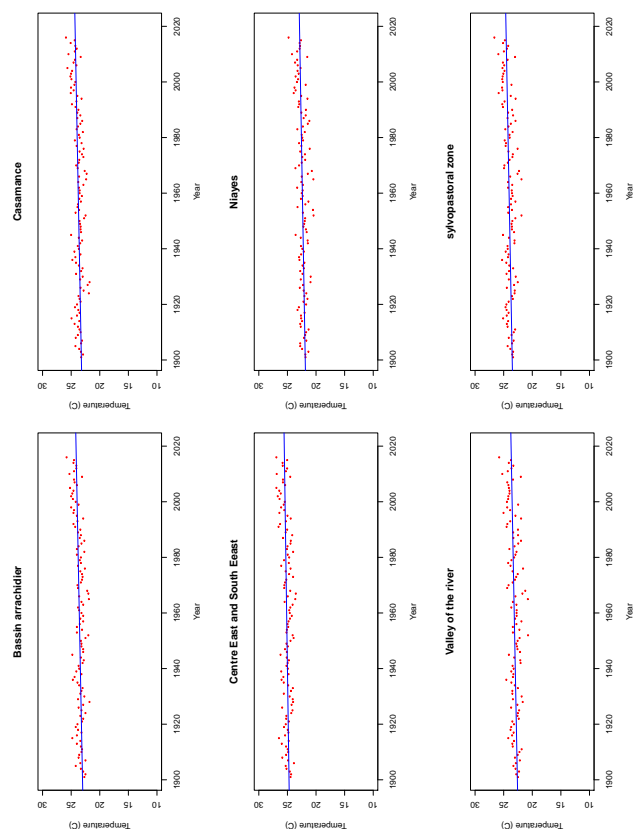 Bassin arrachidier
Temperature (C)
30
25
20
15
10
1900 1920 1940 1960 1980 2000 2020
Year
Casamance
Temperature (C)
30
25
20
15
10
1900 1920 1940 1960 1980 2000 2020
Year
Centre East and South Eeast
Temperature (C)
30
25
20
15
10
1900 1920 1940 1960 1980 2000 2020
Year
Niayes
Temperature (C)
30
25
20
15
10
1900 1920 1940 1960 1980 2000 2020
Year
Valley of the river
Temperature (C)
30
25
20
15
10
1900 1920 1940 1960 1980 2000 2020
Year
sylvopastoral zone
Temperature (C)
30
25
20
15
10
1900 1920 1940 1960 1980 2000 2020
Year